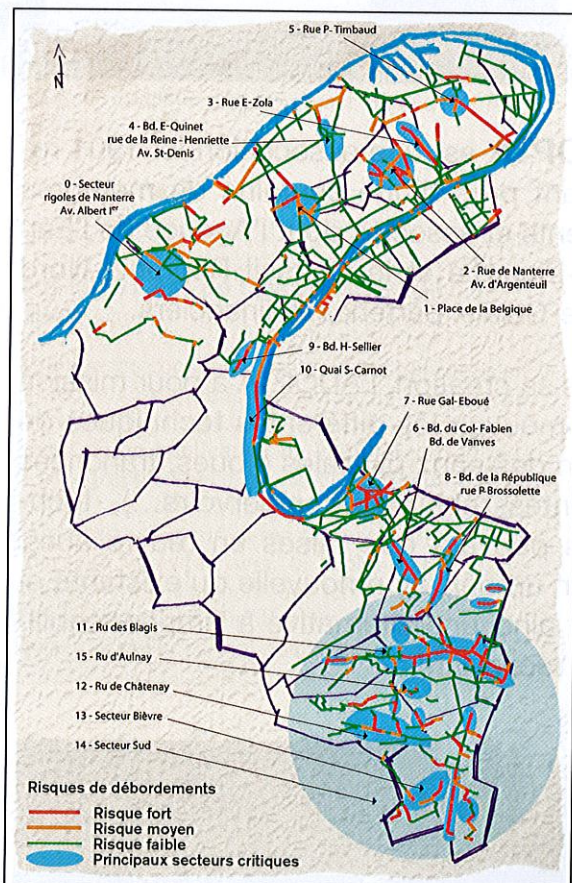 5 - Rue P- Timbaud
N
3 - Rue E-Zola
4 - Bd. E-Quinet
rue de la Reine - Henriette
Av. St-Denis
0 - Secteur
rigoles de Nanterre
Av. Albert Ier
2 - Rue de Nanterre
Av. d'Argenteuil
1 - Place de la Belgique
9 - Bd. H-Sellier
10 - Quai S-Carnot
7 - Rue Gal- Eboué
6 - Bd. du Col- Fabien
Bd. de Vanves
8 - Bd. de la République
rue P-Brossolette
11 - Ru des Blagis
15 - Ru d'Aulnay
12 - Ru de Châtenay
13 - Secteur Bièvre
14 - Secteur Sud
Risques de débordements
Risque fort
Risque moyen
Risque faible
Principaux secteurs critiques